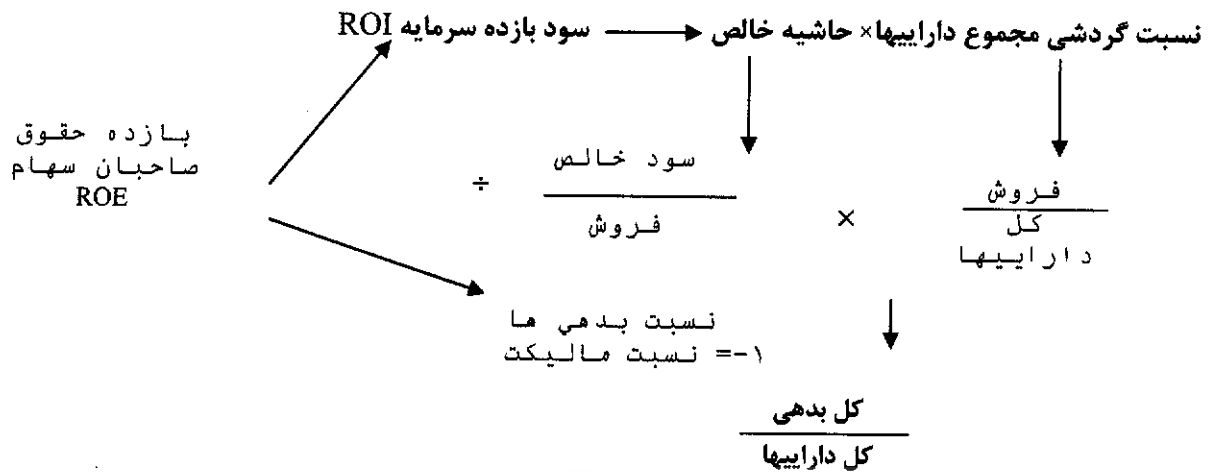 نسبت گردشی مجموع داراییها× حاشیه خالص سود بازده سرمایه ROI
بازده حقوق
صاحبان سهام
ROE
÷
سود خالص
فروش
×
فروش
کل
داراییها
نسبت بدهي ها
۱-= نسبت مالیکت
کل بدهی
کل داراییها